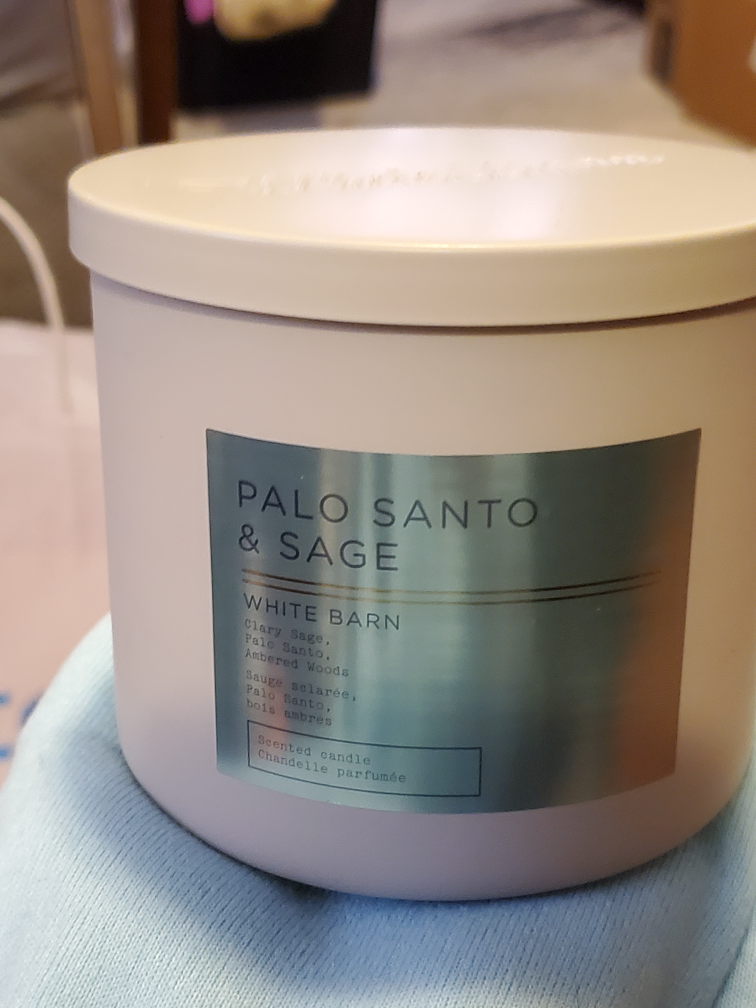 PALO SANTO
& SAGE
WHITE BARN
Clary Sage,
Palo Santo,
Ambered Woods
Sauge sclarée,
Palo Santo,
bois ambrés
Scented candle
Chandelle parfumée